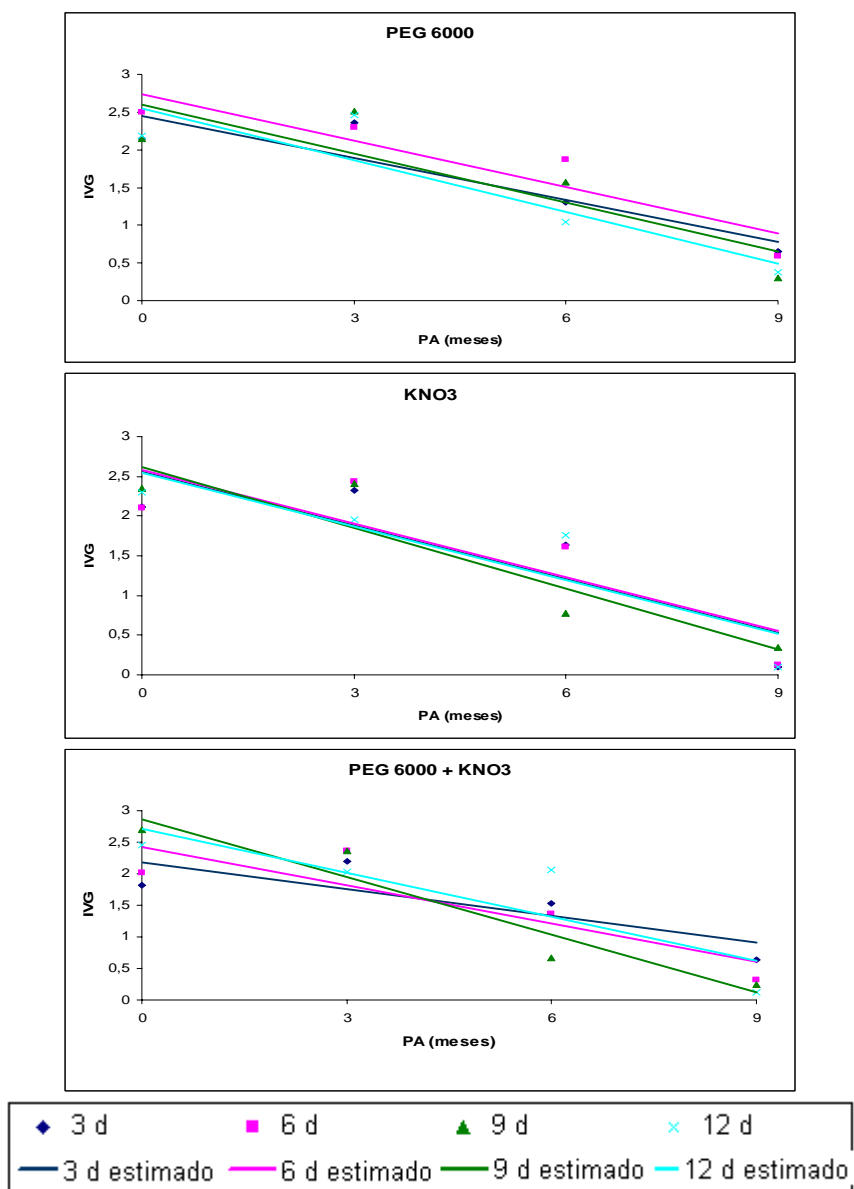 PEG 6000
3
2,5
2
1,5
1
0,5
0
IVG
0 3 6 9
PA (meses)
KNO3
3
2,5
2
1,5
1
0,5
0
IVG
0 3 6 9
PA (meses)
PEG 6000 + KNO3
3
2,5
2
1,5
1
0,5
0
IVG
0 3 6 9
PA (meses)
3 d 6 d 9 d 12 d
3 d estimado 6 d estimado 9 d estimado 12 d estimado